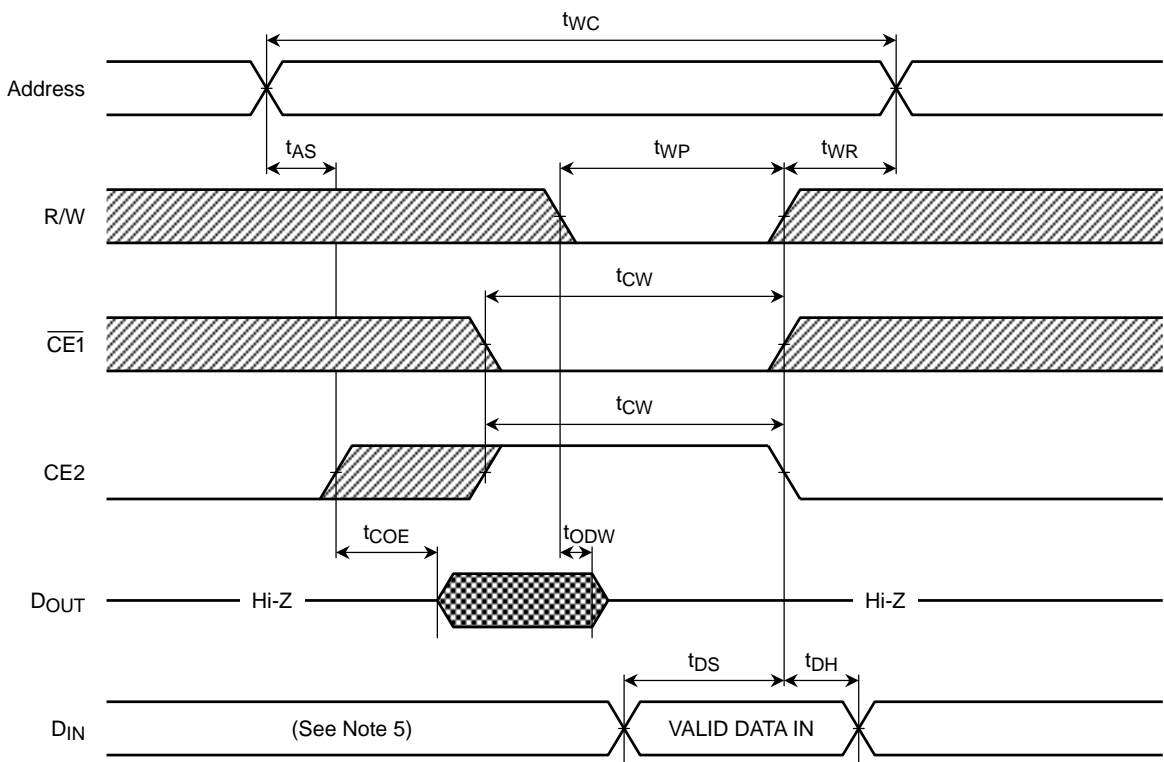 tWC
Address
tAS
tWP
tWR
R/W
tCW
CE1
tCW
CE2
tCOE
tODW
DOUT
Hi-Z
Hi-Z
tDS
tDH
DIN
(See Note 5)
VALID DATA IN